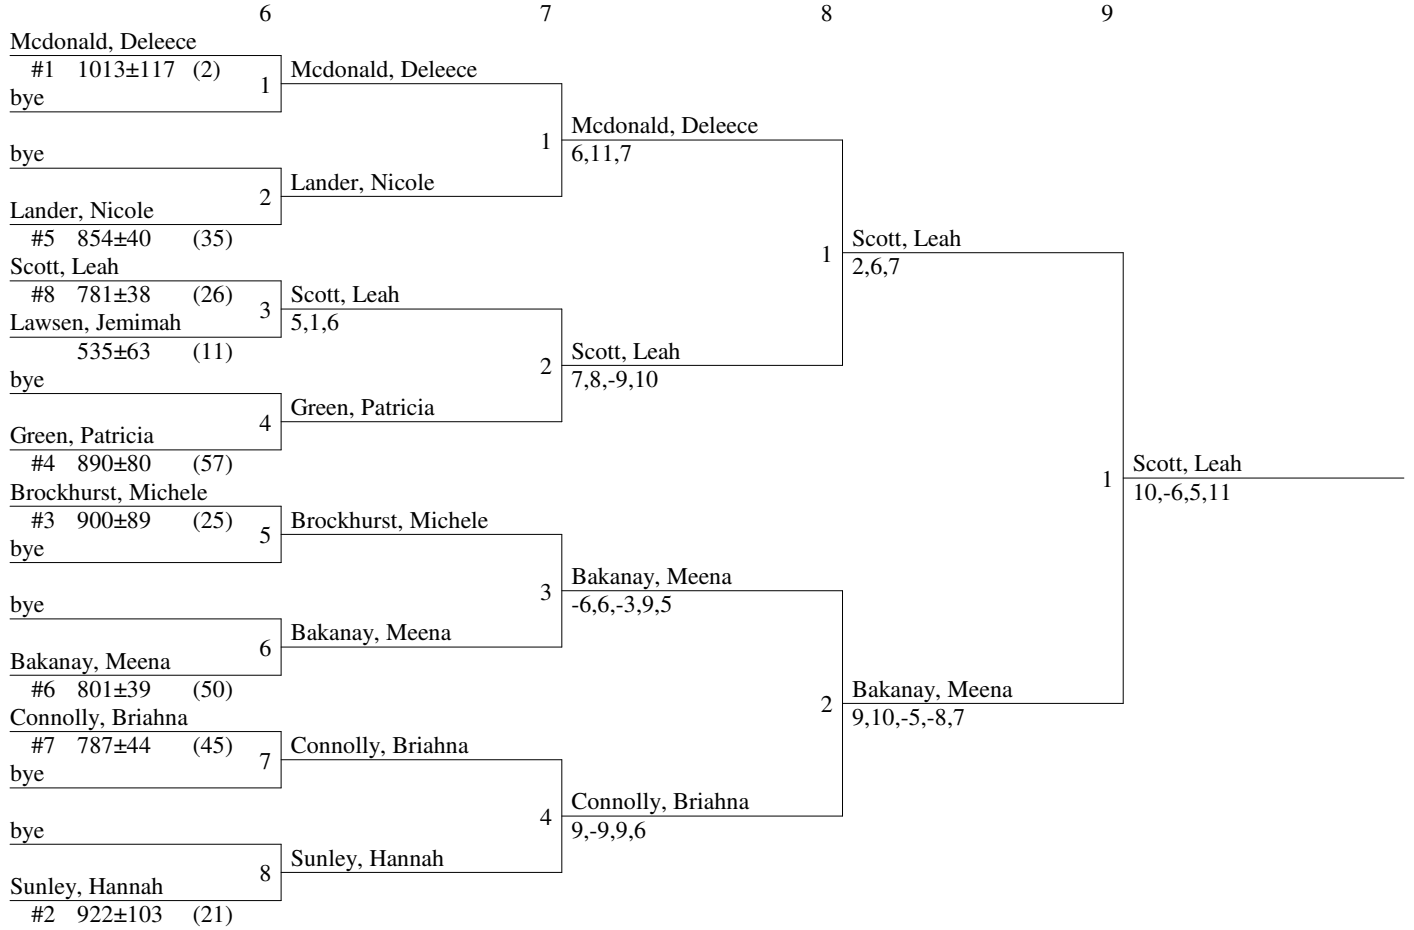 6 7 8 9
Mcdonald, Deleece
#1 1013±117 (2)
1
Mcdonald, Deleece
bye
1
Mcdonald, Deleece
6,11,7
bye
2
Lander, Nicole
Lander, Nicole
#5 854±40 (35)
1
Scott, Leah
2,6,7
Scott, Leah
#8 781±38 (26)
3
Scott, Leah
5,1,6
Lawsen, Jemimah
535±63 (11)
2
Scott, Leah
7,8,-9,10
bye
4
Green, Patricia
Green, Patricia
#4 890±80 (57)
1
Scott, Leah
10,-6,5,11
Brockhurst, Michele
#3 900±89 (25)
5
Brockhurst, Michele
bye
3
Bakanay, Meena
-6,6,-3,9,5
bye
6
Bakanay, Meena
Bakanay, Meena
#6 801±39 (50)
2
Bakanay, Meena
9,10,-5,-8,7
Connolly, Briahna
#7 787±44 (45)
7
Connolly, Briahna
bye
4
Connolly, Briahna
9,-9,9,6
bye
8
Sunley, Hannah
Sunley, Hannah
#2 922±103 (21)